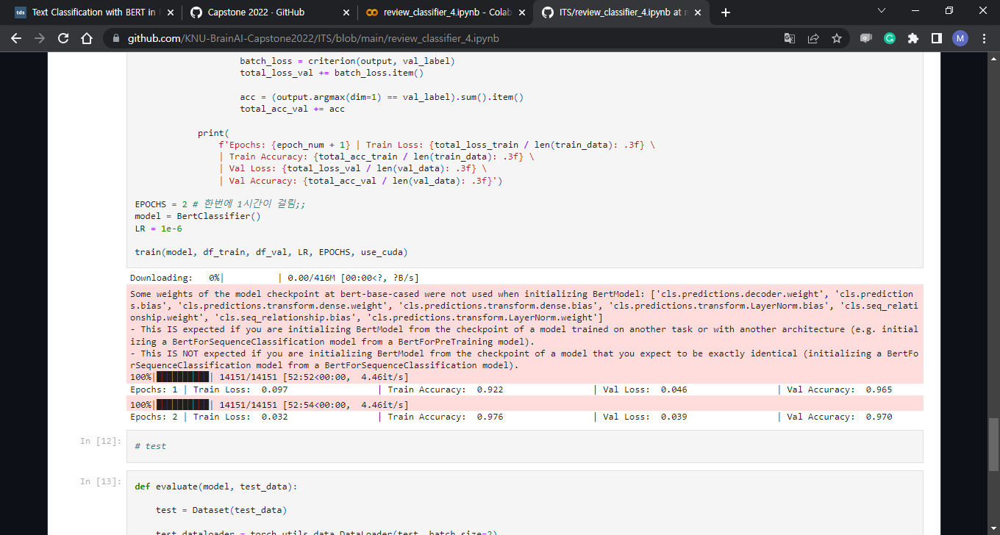 Text Classification with BERT in
Capstone 2022 · GitHub
review_classifier_4.ipynb - Colab
ITS/review_classifier_4.ipynb at m
github.com/KNU-BrainAI-Capstone2022/ITS/blob/main/review_classifier_4.ipynb
batch_loss = criterion(output, val_label)
total_loss_val += batch_loss.item()
acc = (output.argmax(dim=1) == val_label).sum().item()
total_acc_val += acc
print(
f'Epochs: {epoch_num + 1} | Train Loss: {total_loss_train / len(train_data): .3f} \
| Train Accuracy: {total_acc_train / len(train_data): .3f} \
| Val Loss: {total_loss_val / len(val_data): .3f} \
| Val Accuracy: {total_acc_val / len(val_data): .3f}')
EPOCHS = 2 # 한번에 1시간이 걸림;;
model = BertClassifier()
LR = 1e-6
train(model, df_train, df_val, LR, EPOCHS, use_cuda)
Downloading:   0%|          | 0.00/416M [00:00<?, ?B/s]
Some weights of the model checkpoint at bert-base-cased were not used when initializing BertModel: ['cls.predictions.decoder.weight', 'cls.prediction
s.bias', 'cls.predictions.transform.dense.weight', 'cls.predictions.transform.dense.bias', 'cls.predictions.transform.LayerNorm.bias', 'cls.seq_relati
onship.weight', 'cls.seq_relationship.bias', 'cls.predictions.transform.LayerNorm.weight']
- This IS expected if you are initializing BertModel from the checkpoint of a model trained on another task or with another architecture (e.g. initial
izing a BertForSequenceClassification model from a BertForPreTraining model).
- This IS NOT expected if you are initializing BertModel from the checkpoint of a model that you expect to be exactly identical (initializing a BertFo
rSequenceClassification model from a BertForSequenceClassification model).
100%|██████████| 14151/14151 [52:52<00:00,  4.46it/s]
Epochs: 1 | Train Loss:  0.097 | Train Accuracy:  0.922 | Val Loss:  0.046 | Val Accuracy:  0.965
100%|██████████| 14151/14151 [52:54<00:00,  4.46it/s]
Epochs: 2 | Train Loss:  0.032 | Train Accuracy:  0.976 | Val Loss:  0.039 | Val Accuracy:  0.970
In [12]:
# test
In [13]:
def evaluate(model, test_data):
test = Dataset(test_data)
test_dataloader = torch.utils.data.DataLoader(test, batch_size=2)
M
tds